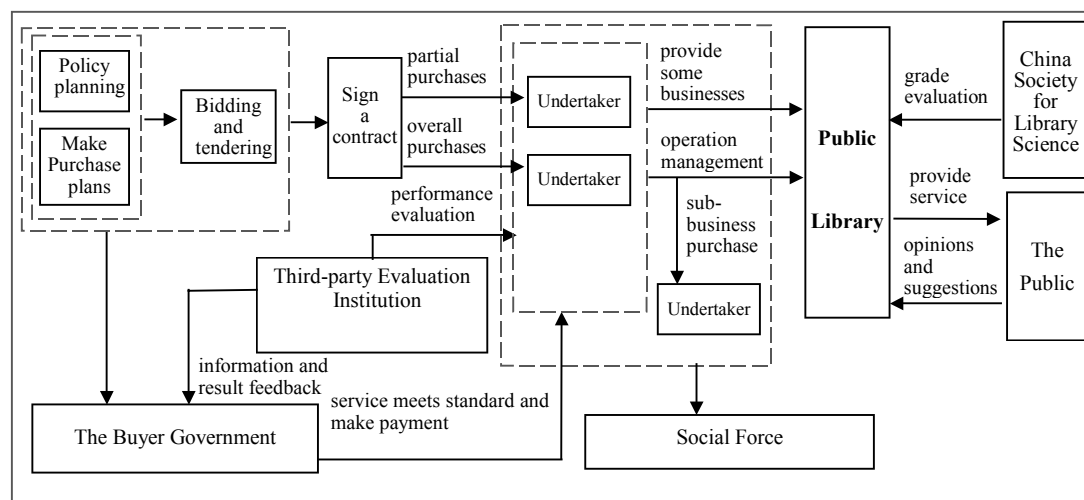 Policy
planning
Make
Purchase
plans
Bidding and
tendering
Sign
a
contract
partial
purchases
overall
purchases
performance
evaluation
Undertaker
Undertaker
provide
some
businesses
operation
management
sub-
business
purchase
Undertaker
Public
Library
grade
evaluation
China
Society
for
Library
Science
provide
service
opinions
and
suggestions
The
Public
Third-party Evaluation
Institution
information and
result feedback
service meets standard and
make payment
The Buyer Government
Social Force